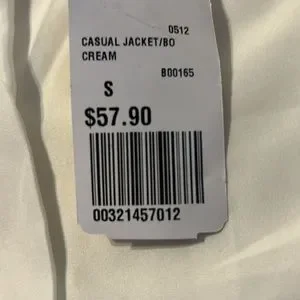 0512
CASUAL JACKET/BO
CREAM
B00165
S
$57.90
00321457012